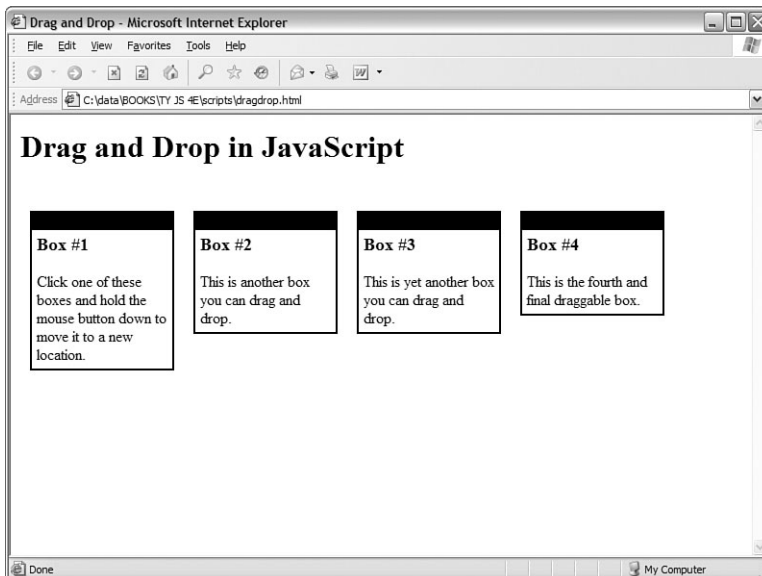 Drag and Drop - Microsoft Internet Explorer
File Edit View Favorites Tools Help
Address C:\data\BOOKS\TY JS 4E\scripts\dragdrop.html
Drag and Drop in JavaScript
Box #1
Click one of these
boxes and hold the
mouse button down to
move it to a new
location.
Box #2
This is another box
you can drag and
drop.
Box #3
This is yet another box
you can drag and
drop.
Box #4
This is the fourth and
final draggable box.
Done
My Computer